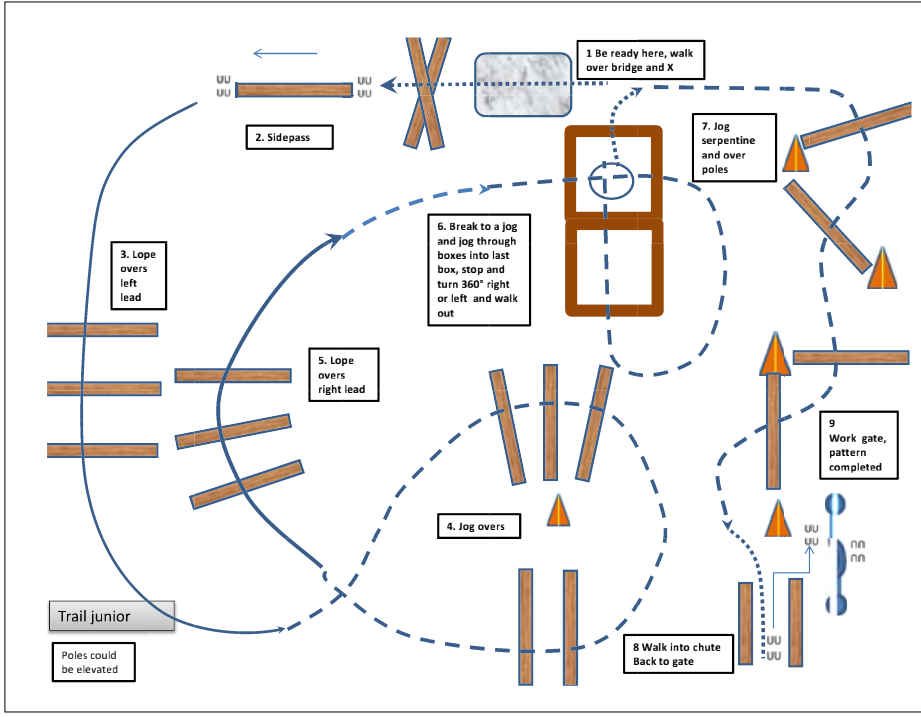 1 Be ready here, walk
over bridge and X
2. Sidepass
7. Jog
serpentine
and over
poles
3. Lope
overs
left
lead
6. Break to a jog
and jog through
boxes into last
box, stop and
turn 360° right
or left  and walk
out
5. Lope
overs
right lead
9
Work  gate,
pattern
completed
4. Jog overs
Trail junior
Poles could
be elevated
8 Walk into chute
Back to gate